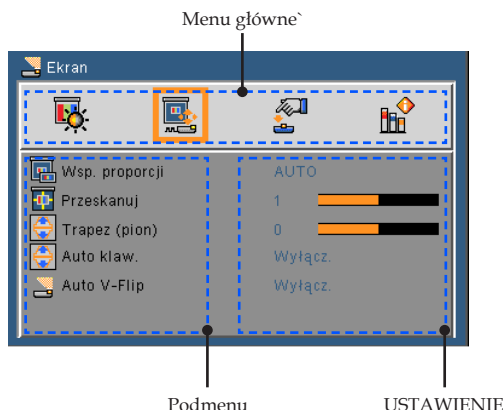 Menu główne`
Ekran
Wsp. proporcji AUTO
Przeskanuj 1
Trapez (pion) 0
Auto klaw. Wyłącz.
Auto V-Flip Wyłącz.
Podmenu USTAWIENIE